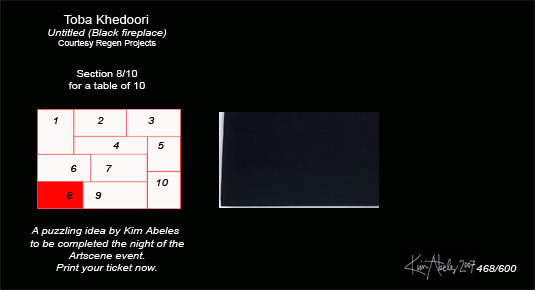 Toba Khedoori
Untitled (Black fireplace)
Courtesy Regen Projects
Section 8/10
for a table of 10
1 2 3
4 5
6 7
10
8 9
A puzzling idea by Kim Abeles
to be completed the night of the
Artscene event.
Print your ticket now.
Kim Abeles 2007 468/600